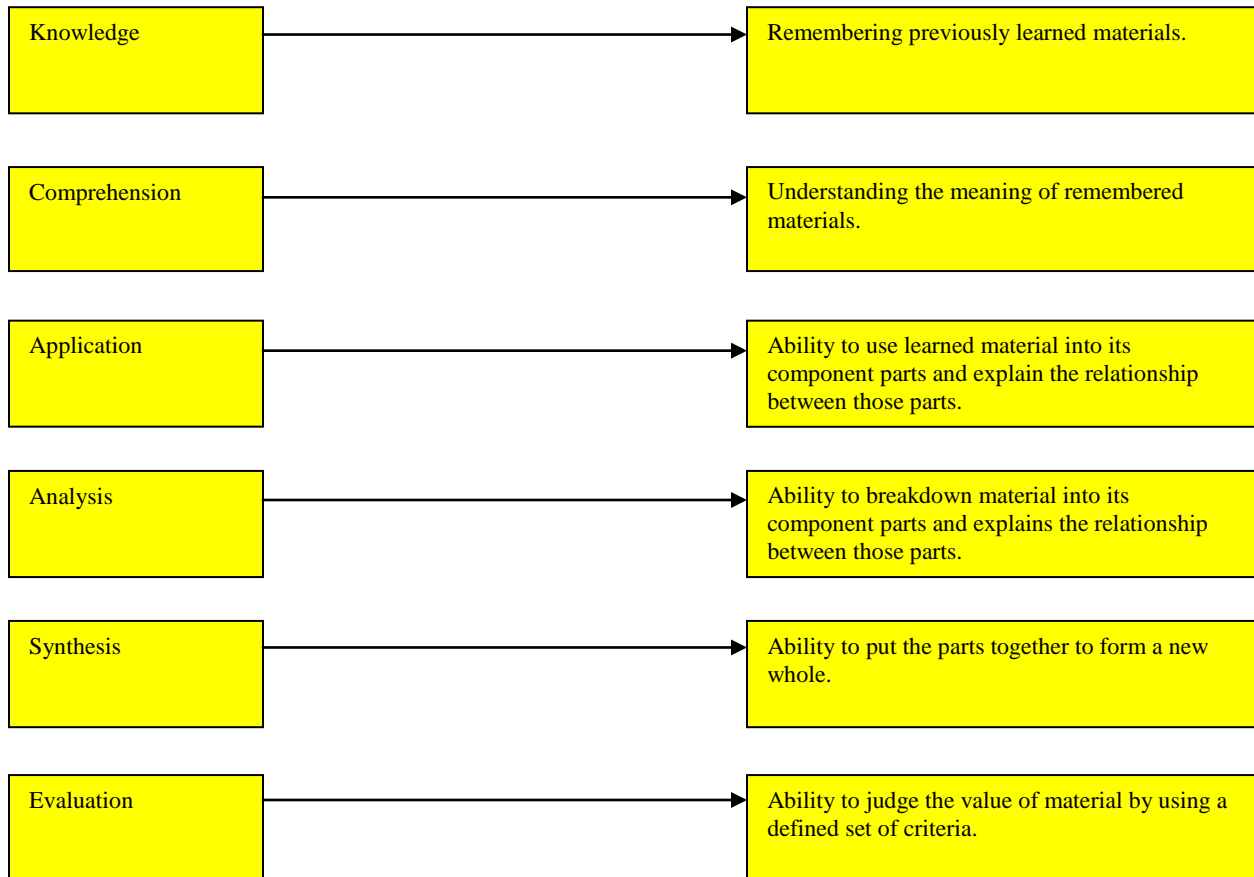 Knowledge
Remembering previously learned materials.
Comprehension
Understanding the meaning of remembered
materials.
Application
Ability to use learned material into its
component parts and explain the relationship
between those parts.
Analysis
Ability to breakdown material into its
component parts and explains the relationship
between those parts.
Synthesis
Ability to put the parts together to form a new
whole.
Evaluation
Ability to judge the value of material by using a
defined set of criteria.